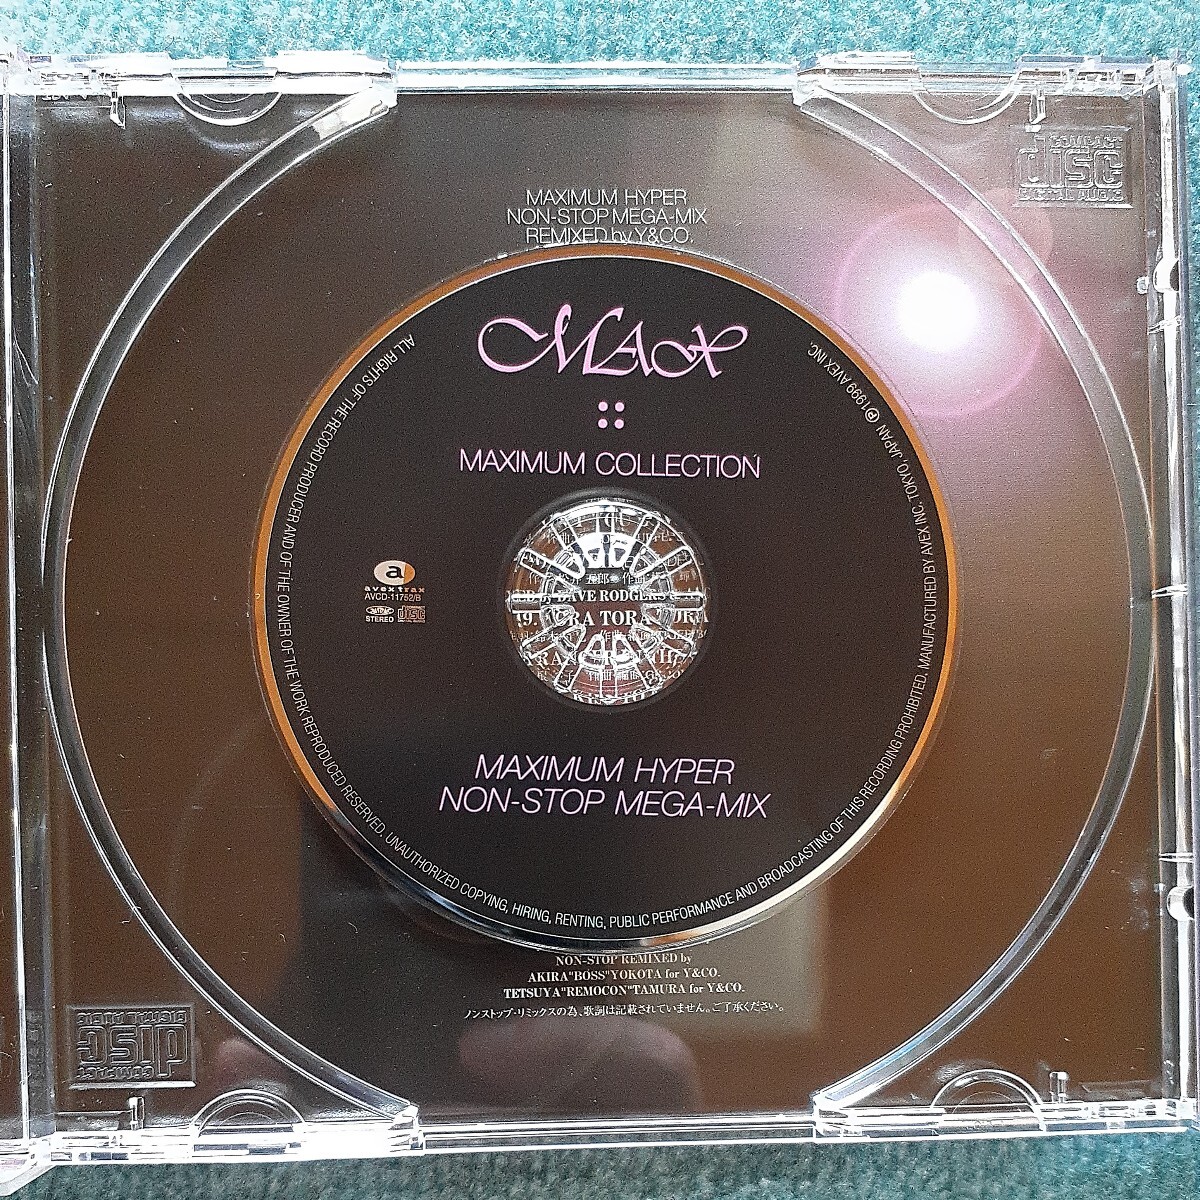 COMPACT
disc
DIGITAL AUDIO
MAXIMUM HYPER
NON-STOP MEGA-MIX
REMIXED by Y&CO.
MAX
MAXIMUM COLLECTION
a
avex trax
AVCD-11752/B
STEREO
disc
DAVE RODGERS
19. TORA TORA TORA
MAXIMUM HYPER
NON-STOP MEGA-MIX
ALL RIGHTS OF THE RECORD PRODUCER AND OF THE OWNER OF THE WORK REPRODUCED RESERVED. UNAUTHORIZED COPYING, HIRING, RENTING, PUBLIC PERFORMANCE AND BROADCASTING OF THIS RECORDING PROHIBITED. MANUFACTURED BY AVEX INC. TOKYO, JAPAN Ⓟ1999 AVEX INC.
NON-STOP REMIXED by
AKIRA"BOSS"YOKOTA for Y&CO.
TETSUYA"REMOCON"TAMURA for Y&CO.
ノンストップ・リミックスの為、歌詞は記載されていません。ご了承ください。
COMPACT
disc
DIGITAL AUDIO